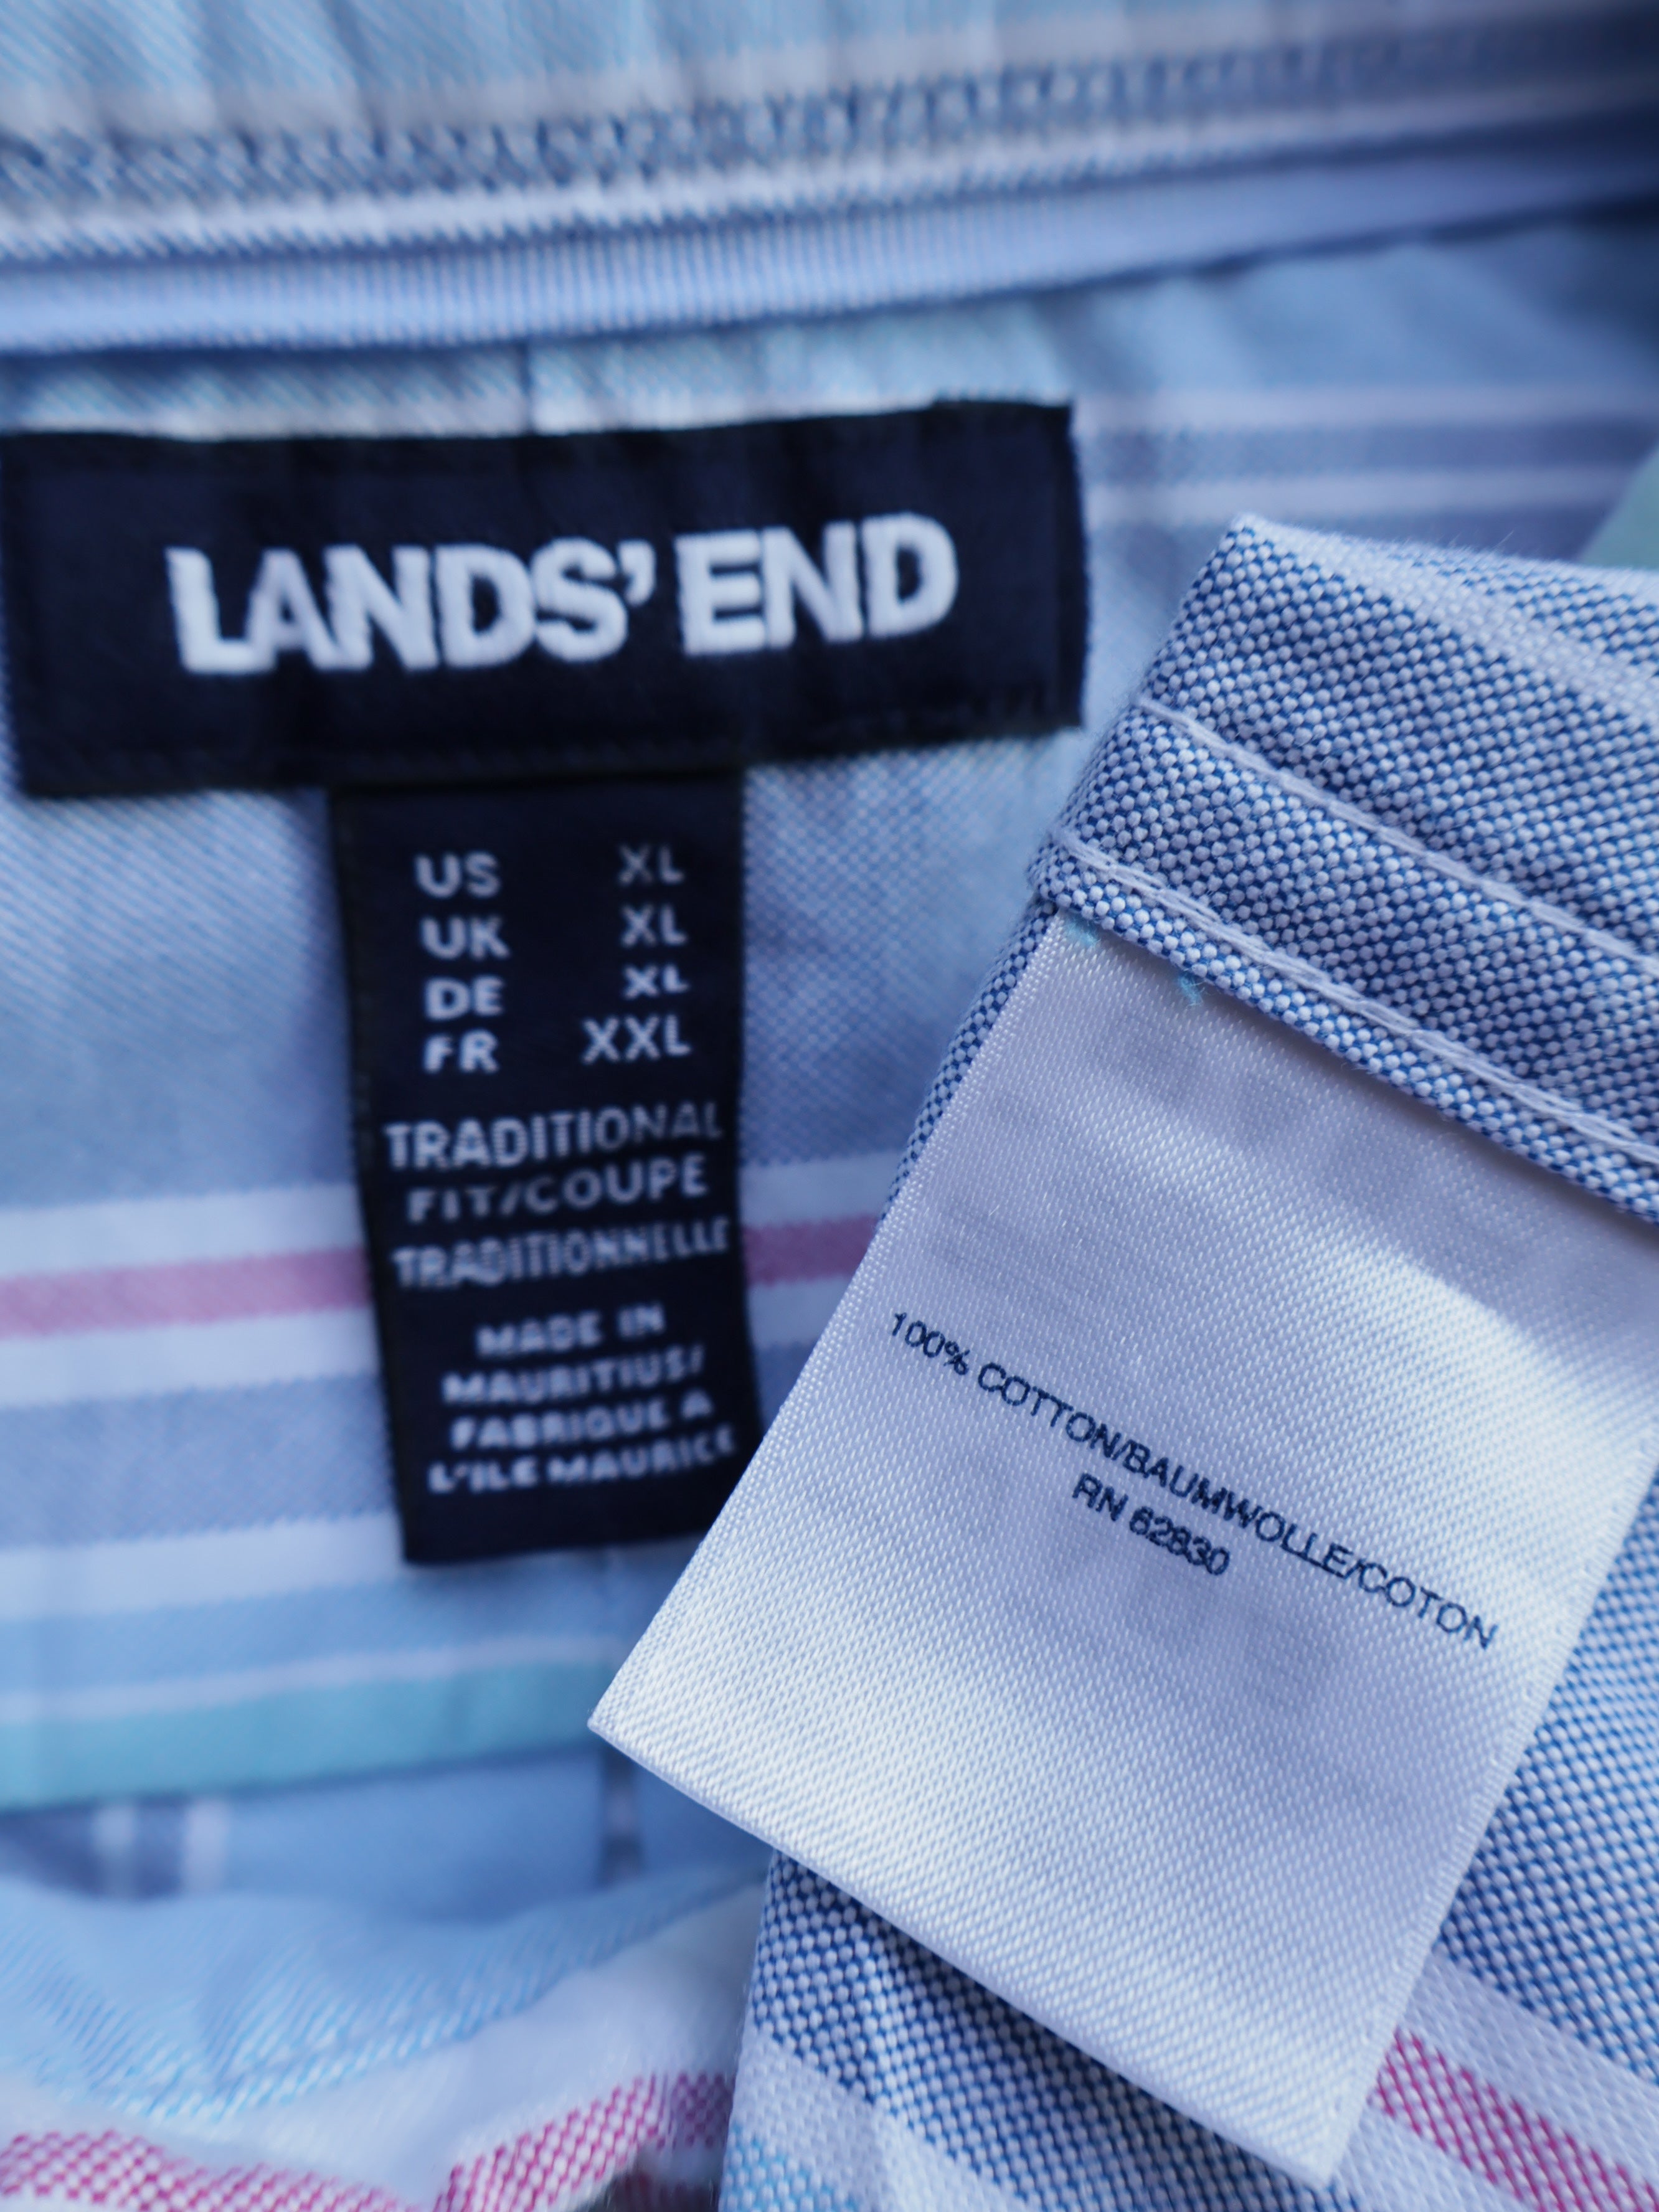 LANDS' END
US XL
UK XL
DE XL
FR XXL
TRADITIONAL
FIT/COUPE
TRADITIONNELLE
MADE IN
MAURITIUS/
FABRIQUE A
L'ILE MAURICE
100% COTTON/BAUMWOLLE/COTON
RN 62830